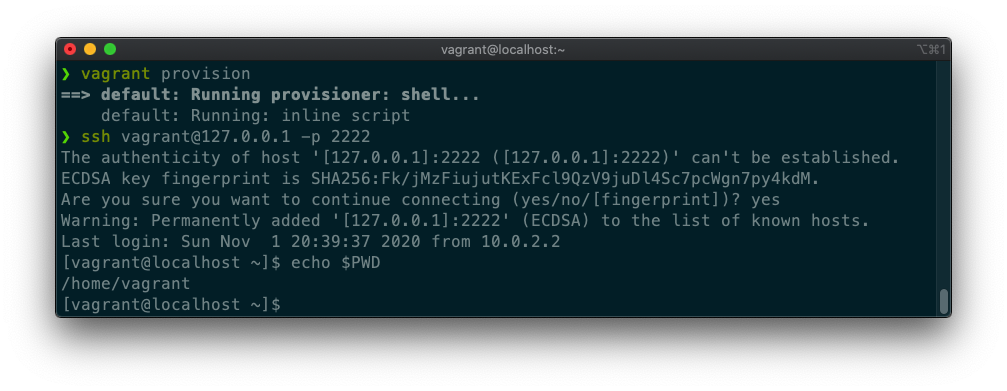 vagrant@localhost:~ ⌥⌘1
❯ vagrant provision
==> default: Running provisioner: shell...
    default: Running: inline script
❯ ssh vagrant@127.0.0.1 -p 2222
The authenticity of host '[127.0.0.1]:2222 ([127.0.0.1]:2222)' can't be established.
ECDSA key fingerprint is SHA256:Fk/jMzFiujutKExFcl9QzV9juDl4Sc7pcWgn7py4kdM.
Are you sure you want to continue connecting (yes/no/[fingerprint])? yes
Warning: Permanently added '[127.0.0.1]:2222' (ECDSA) to the list of known hosts.
Last login: Sun Nov  1 20:39:37 2020 from 10.0.2.2
[vagrant@localhost ~]$ echo $PWD
/home/vagrant
[vagrant@localhost ~]$